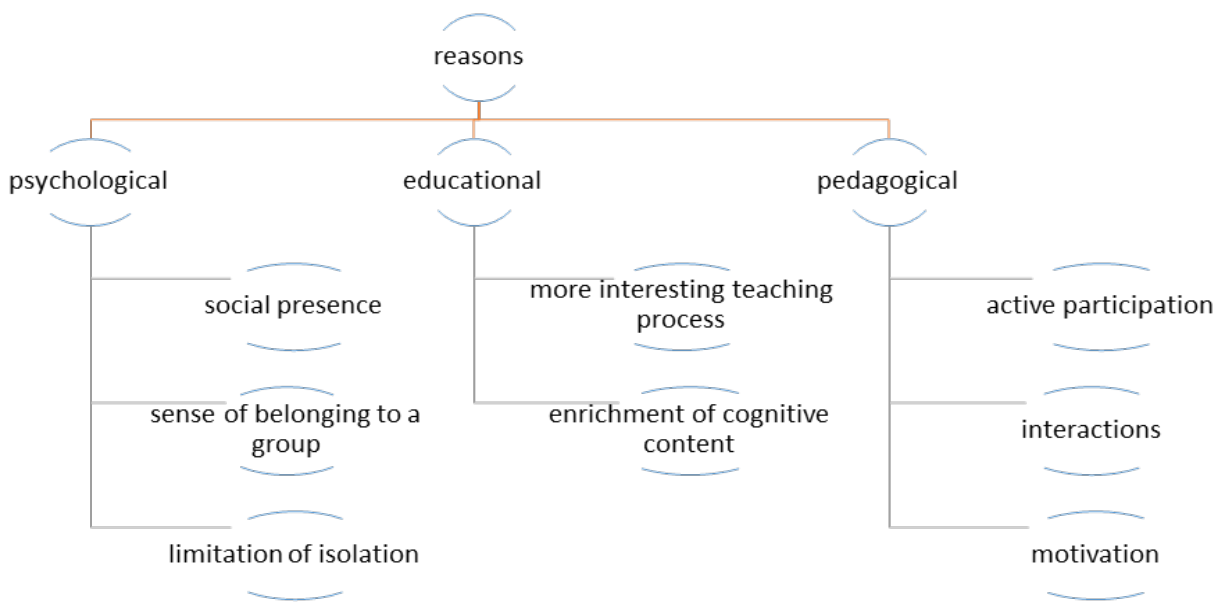 reasons
psychological
educational
pedagogical
social presence
more interesting teaching
process
active participation
sense of belonging to a
group
enrichment of cognitive
content
interactions
limitation of isolation
motivation